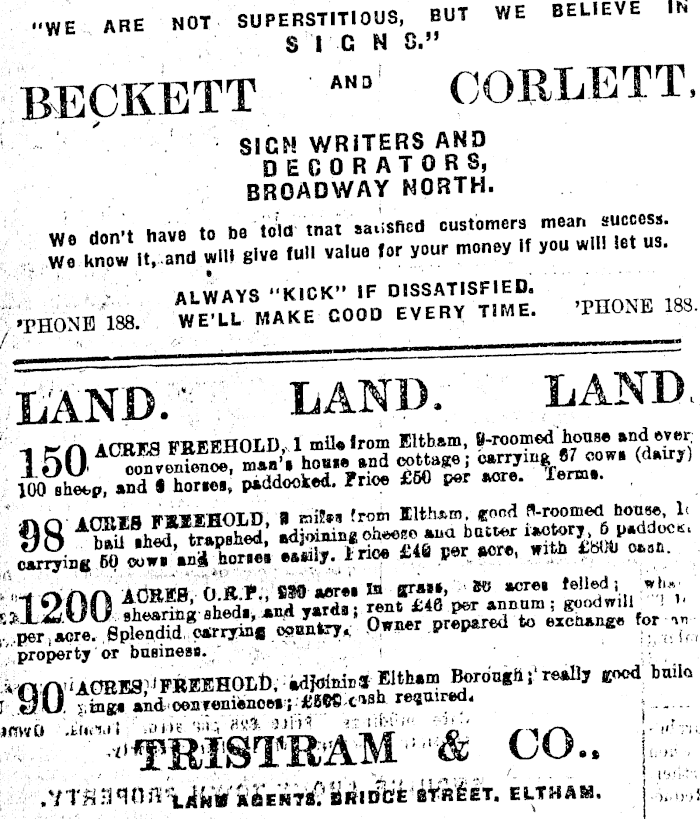 "WE ARE NOT SUPERSTITIOUS, BUT WE BELIEVE IN
SIGNS."
BECKETT AND CORLETT,
SIGN WRITERS AND
DECORATORS,
BROADWAY NORTH.
We don't have to be told that satisfied customers mean success.
We know it, and will give full value for your money if you will let us.
ALWAYS "KICK" IF DISSATISFIED.
'PHONE 188. WE'LL MAKE GOOD EVERY TIME. 'PHONE 188.
LAND. LAND. LAND.
150 ACRES FREEHOLD, 1 mile from Eltham, 9-roomed house and ever
convenience, man's house and cottage; carrying 67 cows (dairy)
100 sheep, and 6 horses, paddocked. Price £50 per acre. Terms.
98 ACRES FREEHOLD, miles from Eltham, good roomed house,
bail shed, trapshed, adjoining cheese and butter factory, 5 paddock
carrying 50 cows and horses easily. Price £46 per acre, with £800 cash.
1200 ACRES, O.R.P., acres in grass, acres felled;
shearing sheds, and yards; rent £46 per annum; goodwill
per acre. Splendid carrying country. Owner prepared to exchange for
property or business.
90 ACRES, FREEHOLD, adjoining Eltham Borough; really good build
ings and conveniences; £500 cash required.
TRISTRAM & CO.,
LAND AGENTS. BRIDGE STREET, ELTHAM.